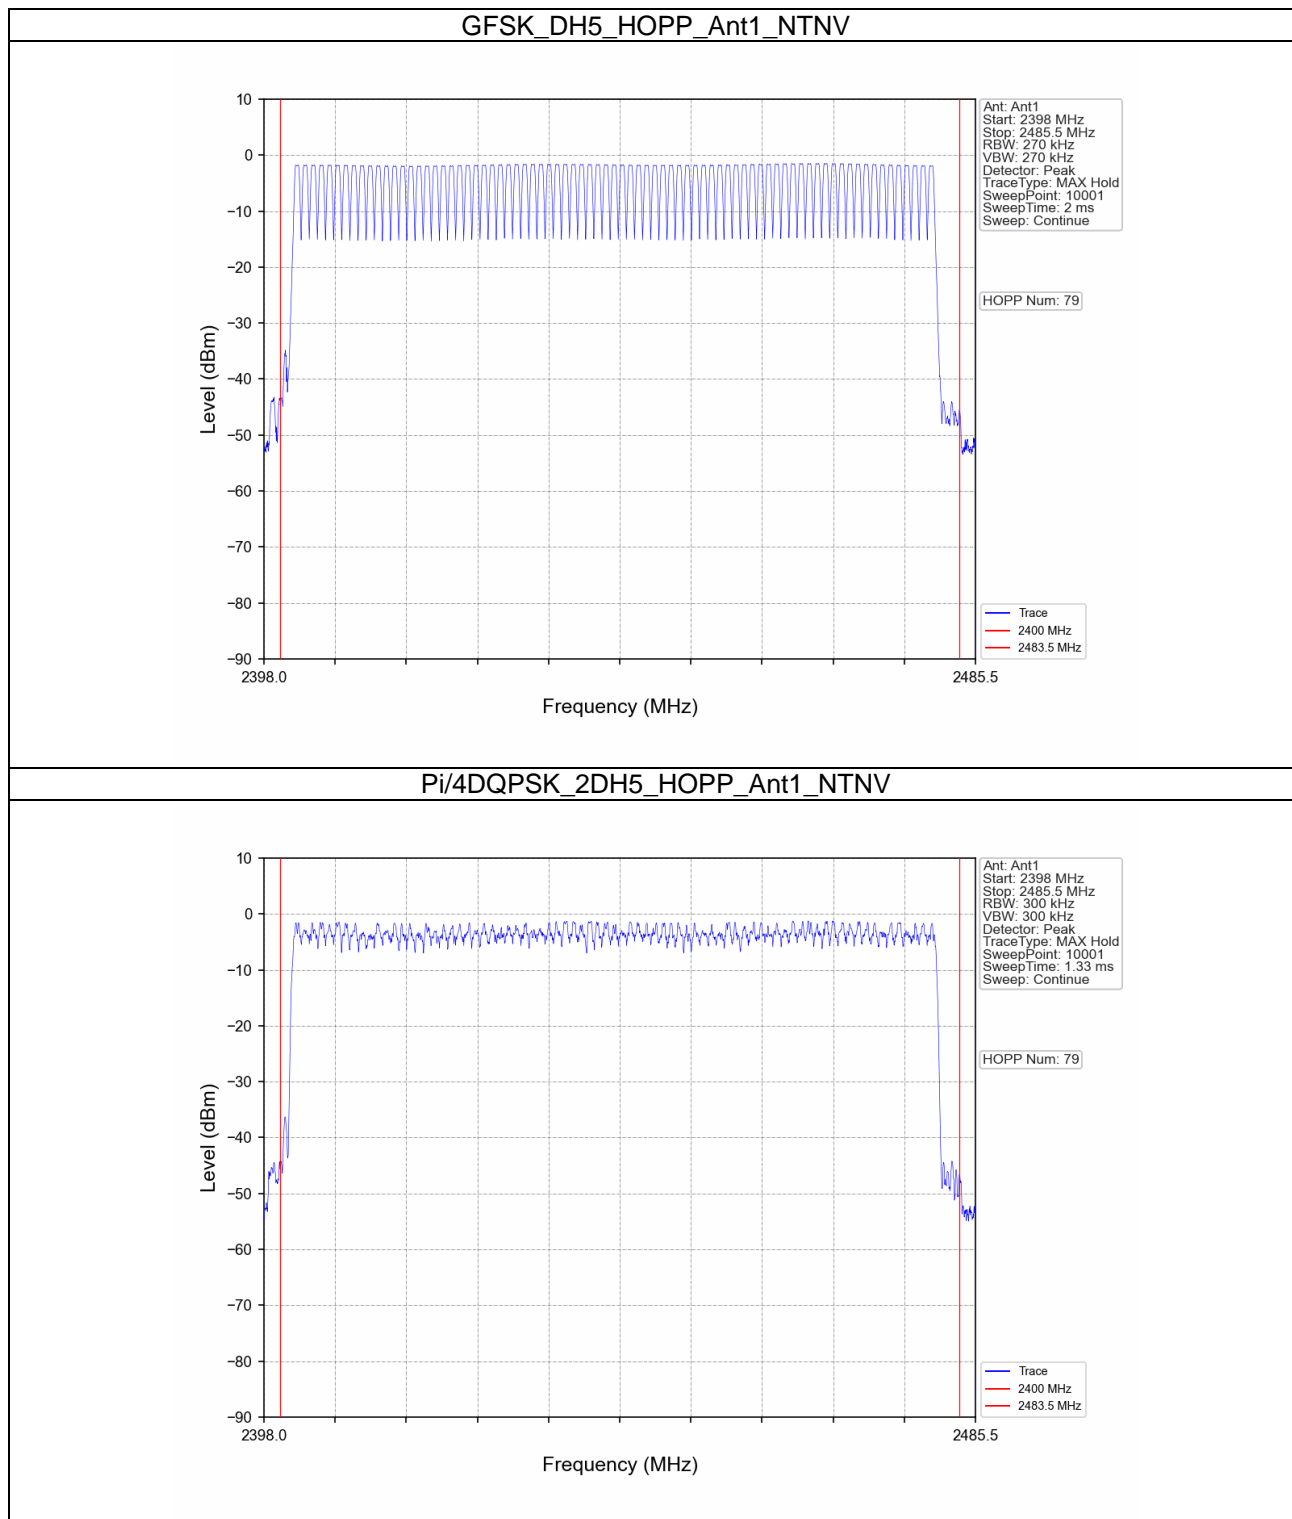 GFSK_DH5_HOPP_Ant1_NTNV
10
0
−10
−20
−30
−40
−50
−60
−70
−80
−90
Level (dBm)
2398.0
2485.5
Frequency (MHz)
Ant: Ant1
Start: 2398 MHz
Stop: 2485.5 MHz
RBW: 270 kHz
VBW: 270 kHz
Detector: Peak
TraceType: MAX Hold
SweepPoint: 10001
SweepTime: 2 ms
Sweep: Continue
HOPP Num: 79
Trace
2400 MHz
2483.5 MHz
Pi/4DQPSK_2DH5_HOPP_Ant1_NTNV
10
0
−10
−20
−30
−40
−50
−60
−70
−80
−90
Level (dBm)
2398.0
2485.5
Frequency (MHz)
Ant: Ant1
Start: 2398 MHz
Stop: 2485.5 MHz
RBW: 300 kHz
VBW: 300 kHz
Detector: Peak
TraceType: MAX Hold
SweepPoint: 10001
SweepTime: 1.33 ms
Sweep: Continue
HOPP Num: 79
Trace
2400 MHz
2483.5 MHz